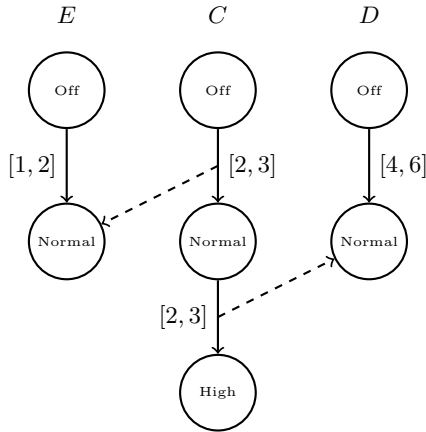 E C D
Off Off Off
[1, 2] [2, 3] [4, 6]
Normal Normal Normal
[2, 3]
High